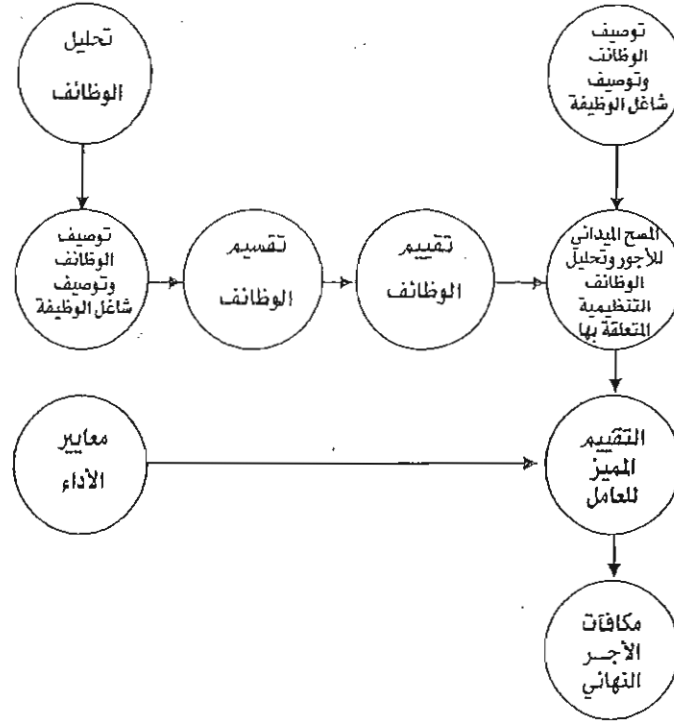 توصيف
الوظائف
وتوصيف
شاغل الوظيفة
تحليل
الوظائف
المسح الميداني
للأجور وتحليل
الوظائف
التنظيمية
المتعلقة بها
تقييم
الوظائف
تقسيم
الوظائف
توصيف
الوظائف
وتوصيف
شاغل الوظيفة
التقييم
المميز
للعامل
معايير
الأداء
مكافآت
الأجــر
النهائي